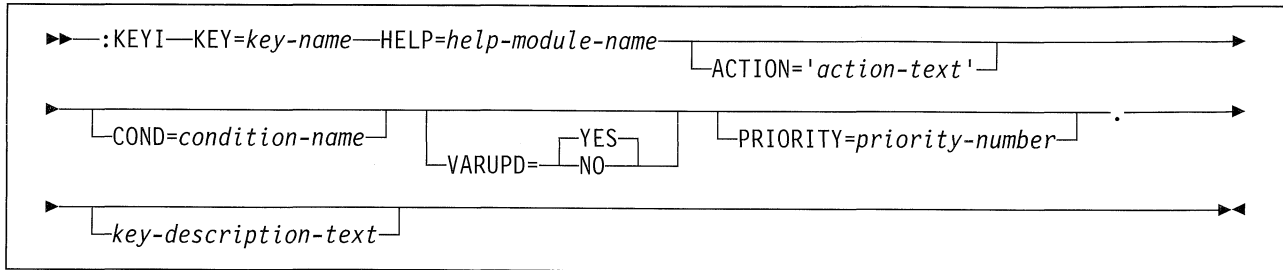 :KEYI KEY=key-name HELP=help-module-name
ACTION='action-text'
.
COND=condition-name
YES
VARUPD= NO
PRIORITY=priority-number
key-description-text